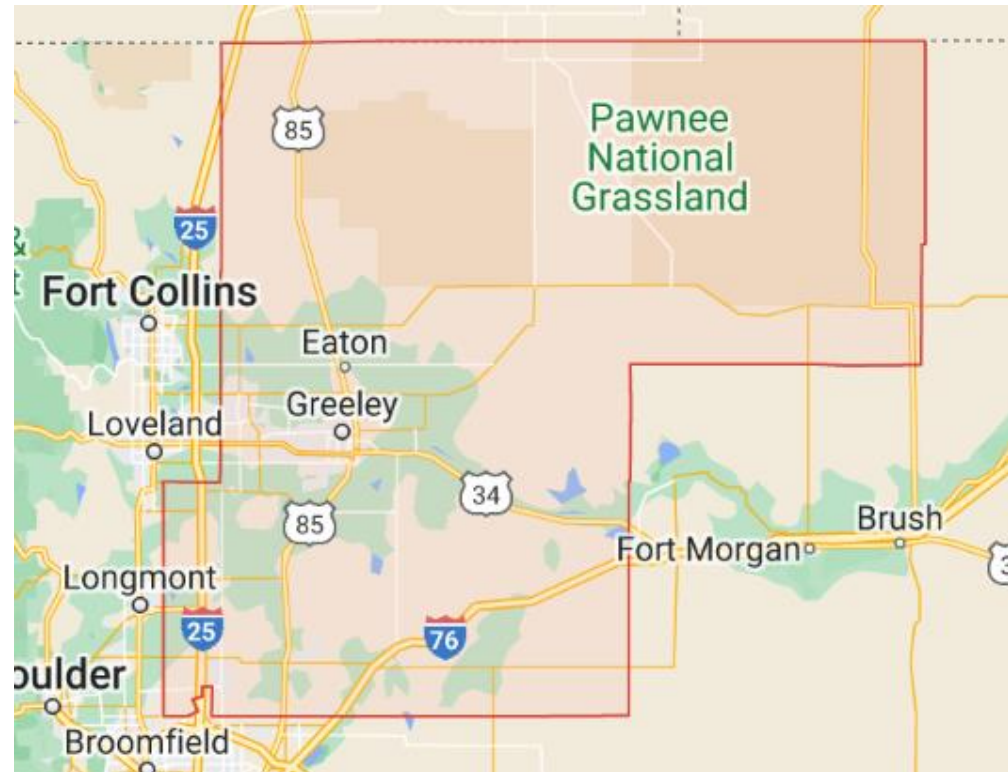 85
Pawnee
National
Grassland
25
&
t
Fort Collins
Eaton
Greeley
Loveland
34
85
Brush
Fort Morgan
3
Longmont
25
76
oulder
Broomfield